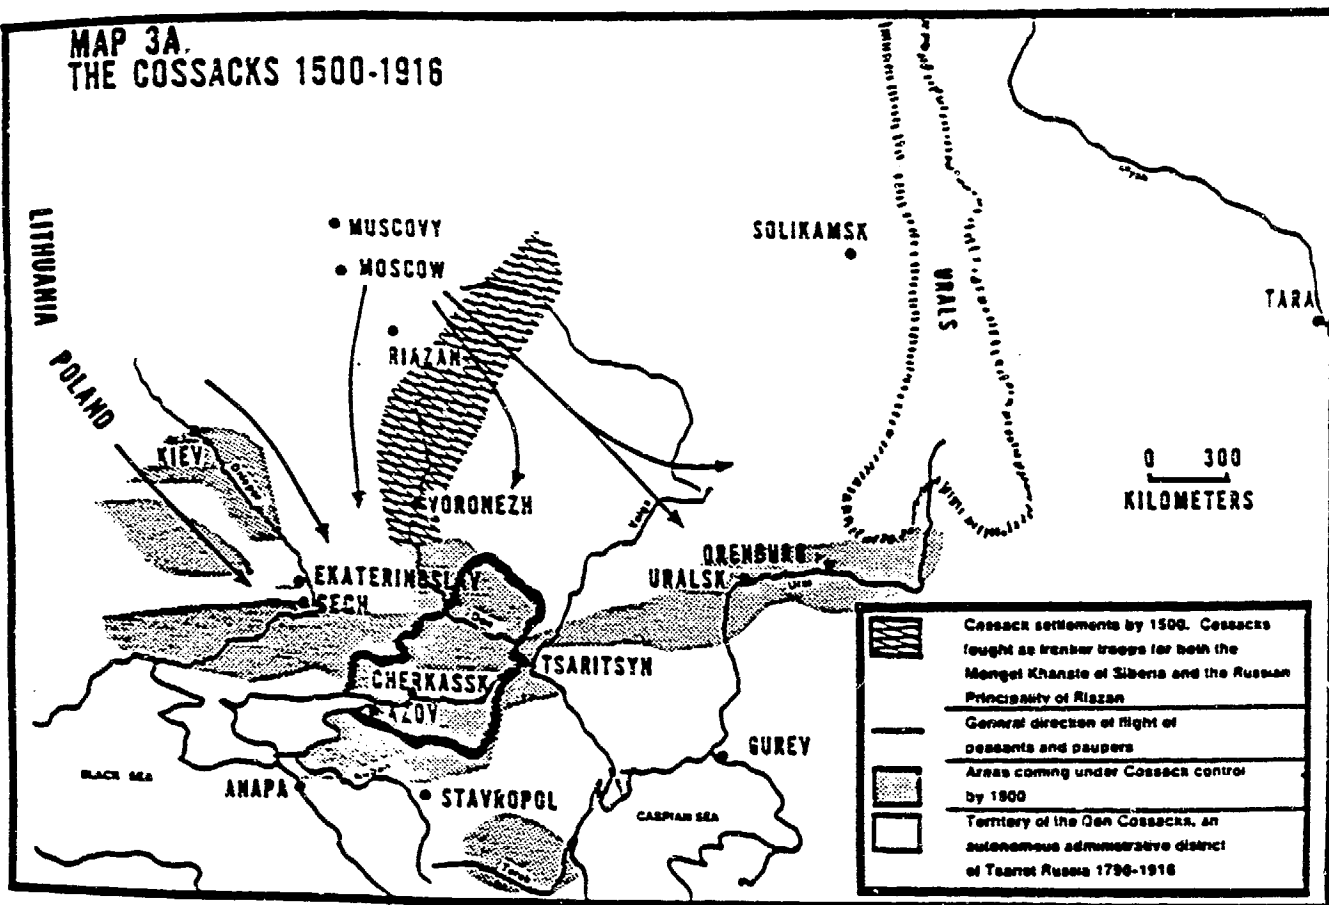 MAP 3A.
THE COSSACKS 1500-1916
LITHUANIA
POLAND
MUSCOVY
MOSCOW
RIAZAN
SOLIKAMSK
URALS
TARA
KIEV
VORONEZH
Volga
0 300
KILOMETERS
ORENBURG
URALSK
EKATERINOSLAV
SECH
Don
TSARITSYN
CHERKASSK
AZOV
GUREV
BLACK SEA
ANAPA
STAVROPOL
CASPIAN SEA
Terek
Cossack settlements by 1500. Cossacks
fought as frontier troops for both the
Mongol Khanate of Siberia and the Russian
Principality of Riazan
General direction of flight of
peasants and paupers
Areas coming under Cossack control
by 1900
Territory of the Don Cossacks, an
autonomous administrative district
of Tsarist Russia 1796-1916